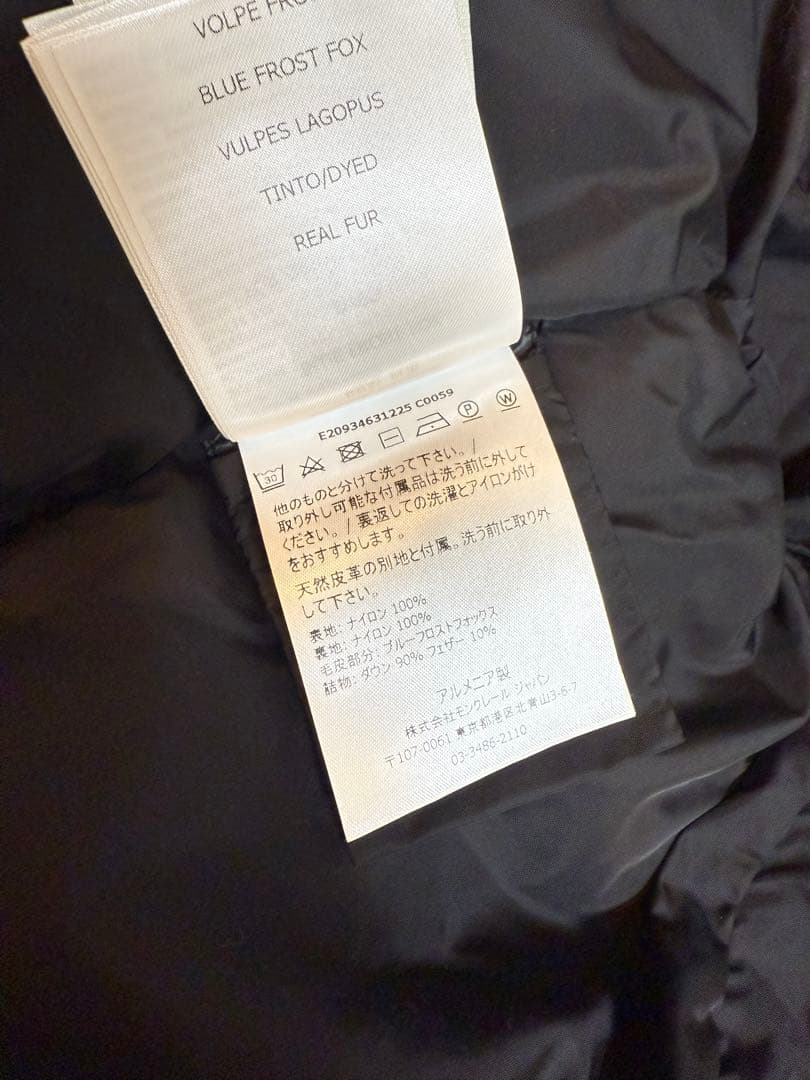 VOLPE
BLUE FROST FOX
VULPES LAGOPUS
TINTO/DYED
REAL FUR
E20934631225 C0059
30
P
W
他のものと分けて洗って下さい。/
取り外し可能な付属品は洗う前に外して
ください。/ 裏返しての洗濯とアイロンがけ
をおすすめします。
天然皮革の別地と付属。洗う前に取り外
して下さい。
表地: ナイロン 100%
裏地: ナイロン 100%
毛皮部分: ブルーフロストフォックス
詰物: ダウン 90% フェザー 10%
アルメニア製
株式会社モンクレール ジャパン
〒107-0061 東京都港区北青山3-6-7
03-3486-2110